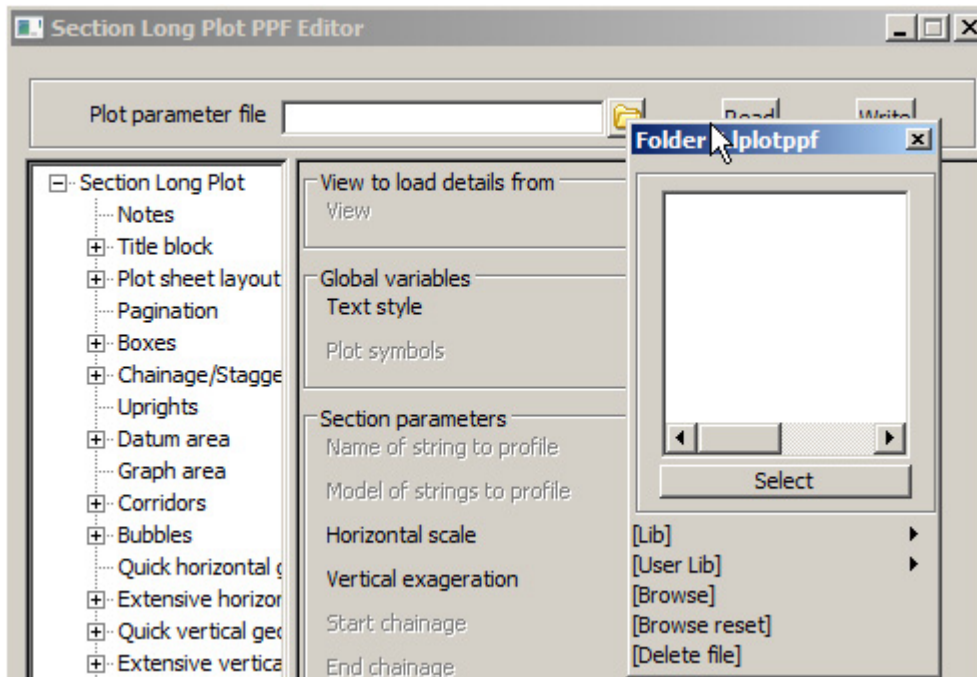 Section Long Plot PPF Editor
Plot parameter file
Read
Write
Folder lplotppf
Section Long Plot
Notes
Title block
Plot sheet layout
Pagination
Boxes
Chainage/Stagge
Uprights
Datum area
Graph area
Corridors
Bubbles
Quick horizontal g
Extensive horizor
Quick vertical geo
Extensive vertica
View to load details from
View
Global variables
Text style
Plot symbols
Section parameters
Name of string to profile
Model of strings to profile
Horizontal scale
Vertical exageration
Start chainage
End chainage
Select
[Lib]
[User Lib]
[Browse]
[Browse reset]
[Delete file]